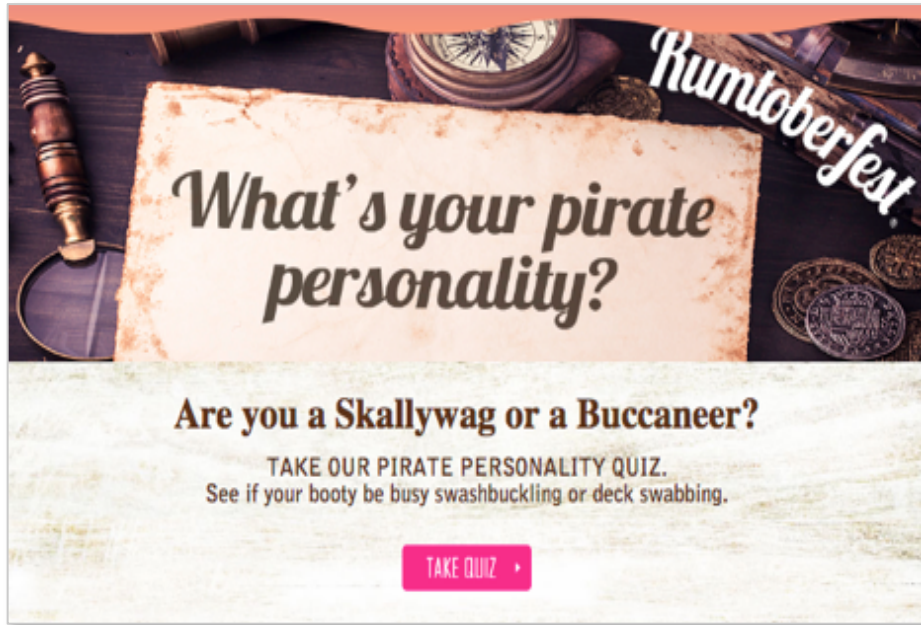 Rumtoberfest
What's your pirate
personality?
Are you a Skallywag or a Buccaneer?
TAKE OUR PIRATE PERSONALITY QUIZ.
See if your booty be busy swashbuckling or deck swabbing.
TAKE QUIZ